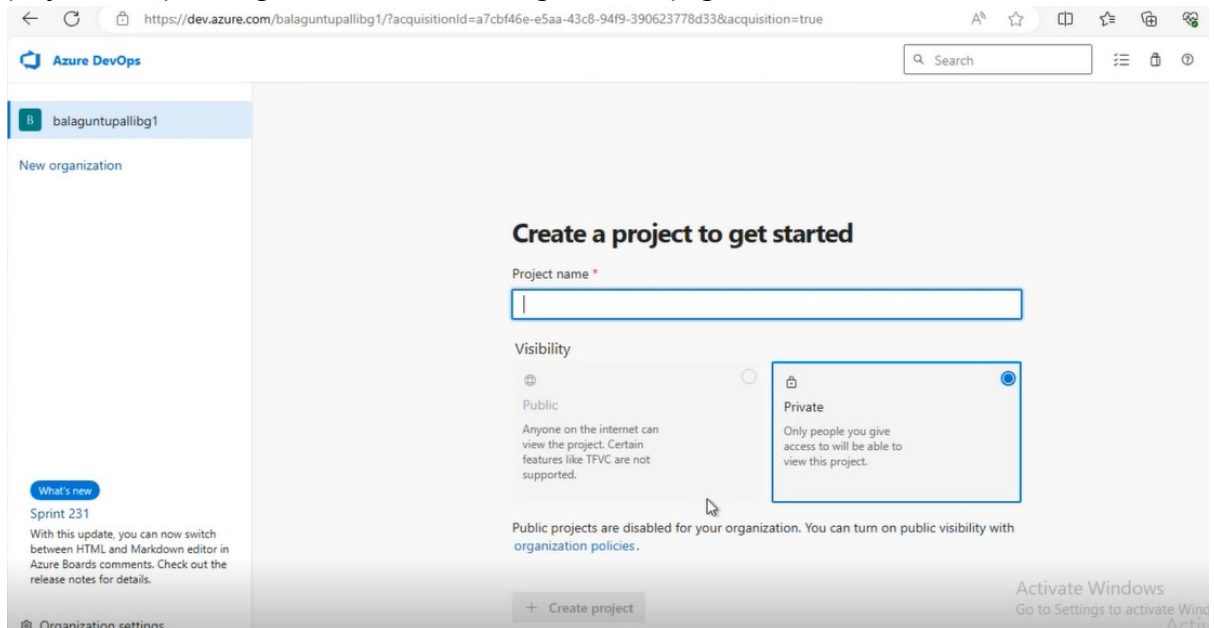 https://dev.azure.com/balaguntupallibg1/?acquisitionId=a7cbf46e-e5aa-43c8-94f9-390623778d33&acquisition=true
Azure DevOps
Search
B balaguntupallibg1
New organization
Create a project to get started
Project name *
Visibility
Public
Anyone on the internet can
view the project. Certain
features like TFVC are not
supported.
Private
Only people you give
access to will be able to
view this project.
Public projects are disabled for your organization. You can turn on public visibility with
organization policies.
+ Create project
What's new
Sprint 231
With this update, you can now switch
between HTML and Markdown editor in
Azure Boards comments. Check out the
release notes for details.
Organization settings
Activate Windows
Go to Settings to activate Wind